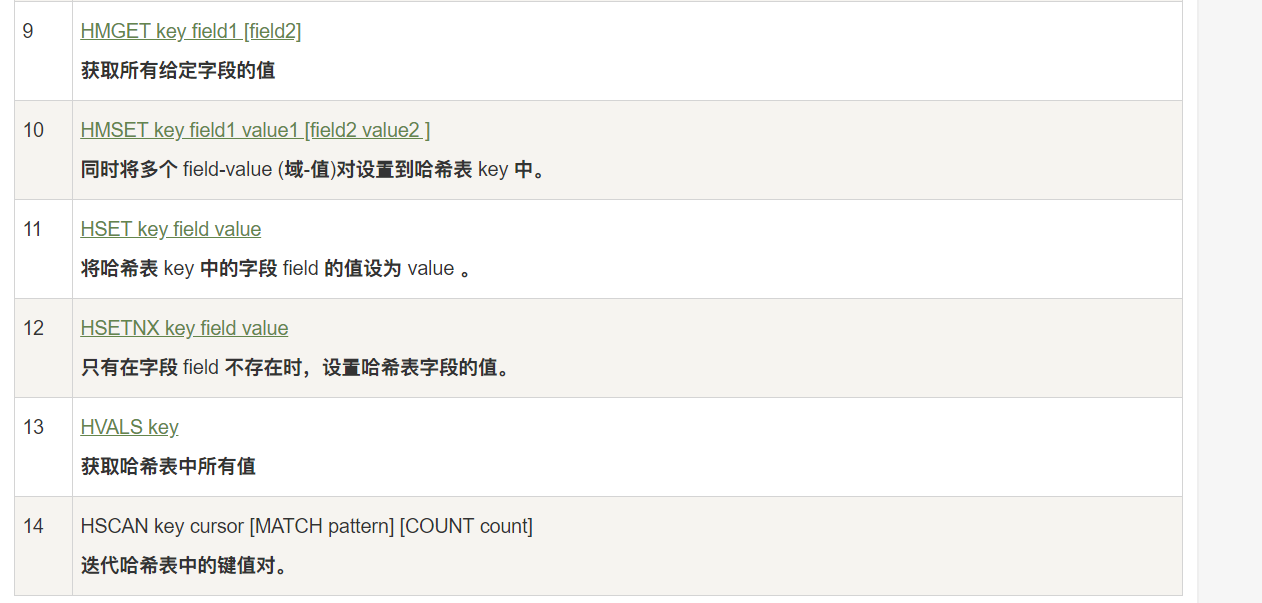 9
HMGET key field1 [field2]
获取所有给定字段的值
10
HMSET key field1 value1 [field2 value2 ]
同时将多个 field-value (域-值)对设置到哈希表 key 中。
11
HSET key field value
将哈希表 key 中的字段 field 的值设为 value 。
12
HSETNX key field value
只有在字段 field 不存在时，设置哈希表字段的值。
13
HVALS key
获取哈希表中所有值
14
HSCAN key cursor [MATCH pattern] [COUNT count]
迭代哈希表中的键值对。